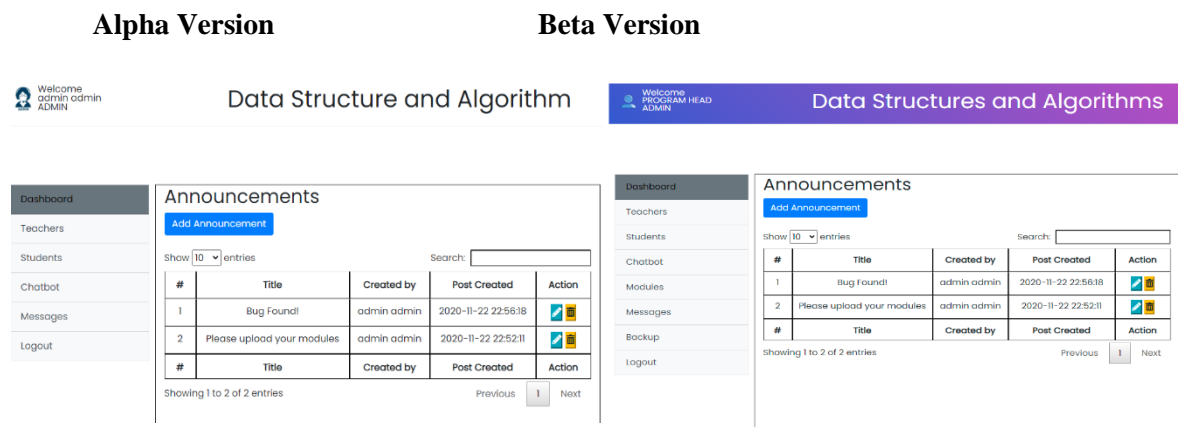 Alpha Version
Beta Version
Welcome
admin admin
ADMIN
Data Structure and Algorithm
Dashboard
Teachers
Students
Chatbot
Messages
Logout
Announcements
Add Announcement
Show 10 entries Search:
# Title Created by Post Created Action
1 Bug Found! admin admin 2020-11-22 22:56:18
2 Please upload your modules admin admin 2020-11-22 22:52:11
# Title Created by Post Created Action
Showing 1 to 2 of 2 entries Previous 1 Next
Welcome
PROGRAM HEAD
ADMIN
Data Structures and Algorithms
Dashboard
Teachers
Students
Chatbot
Modules
Messages
Backup
Logout
Announcements
Add Announcement
Show 10 entries Search:
# Title Created by Post Created Action
1 Bug Found! admin admin 2020-11-22 22:56:18
2 Please upload your modules admin admin 2020-11-22 22:52:11
# Title Created by Post Created Action
Showing 1 to 2 of 2 entries Previous 1 Next